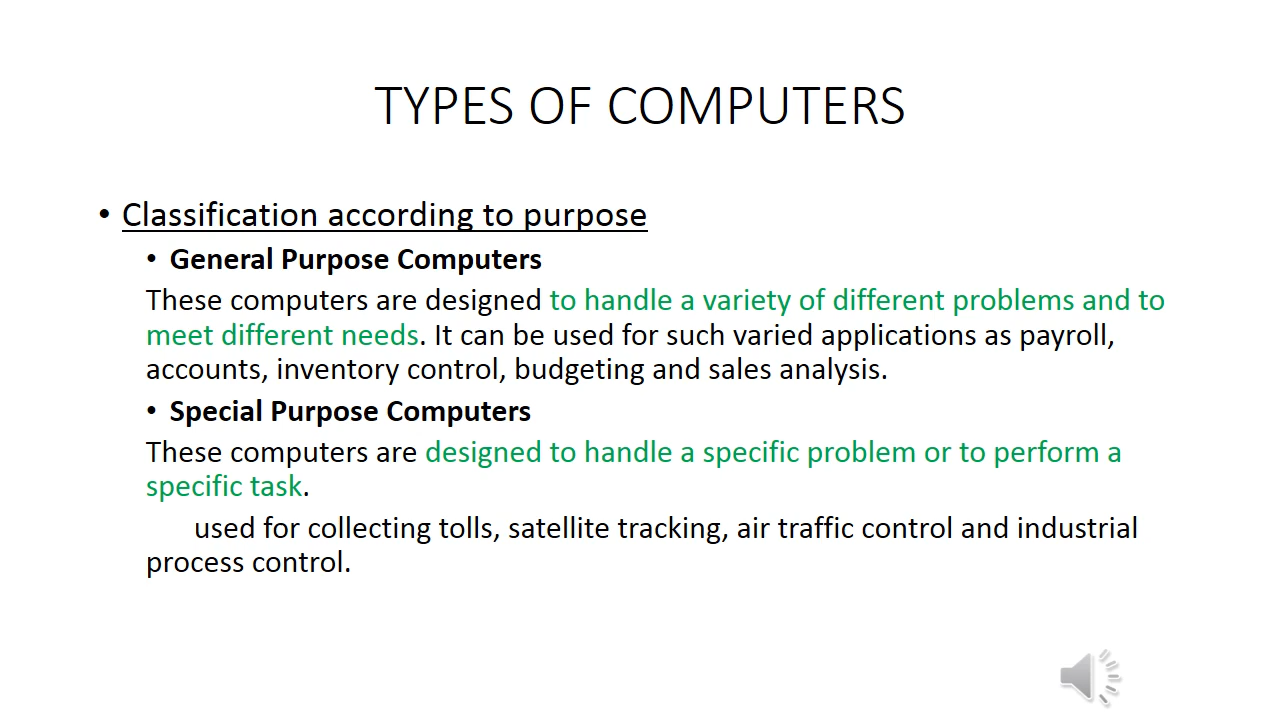 TYPES OF COMPUTERS
• Classification according to purpose
• General Purpose Computers
These computers are designed to handle a variety of different problems and to
meet different needs. It can be used for such varied applications as payroll,
accounts, inventory control, budgeting and sales analysis.
• Special Purpose Computers
These computers are designed to handle a specific problem or to perform a
specific task.
used for collecting tolls, satellite tracking, air traffic control and industrial
process control.